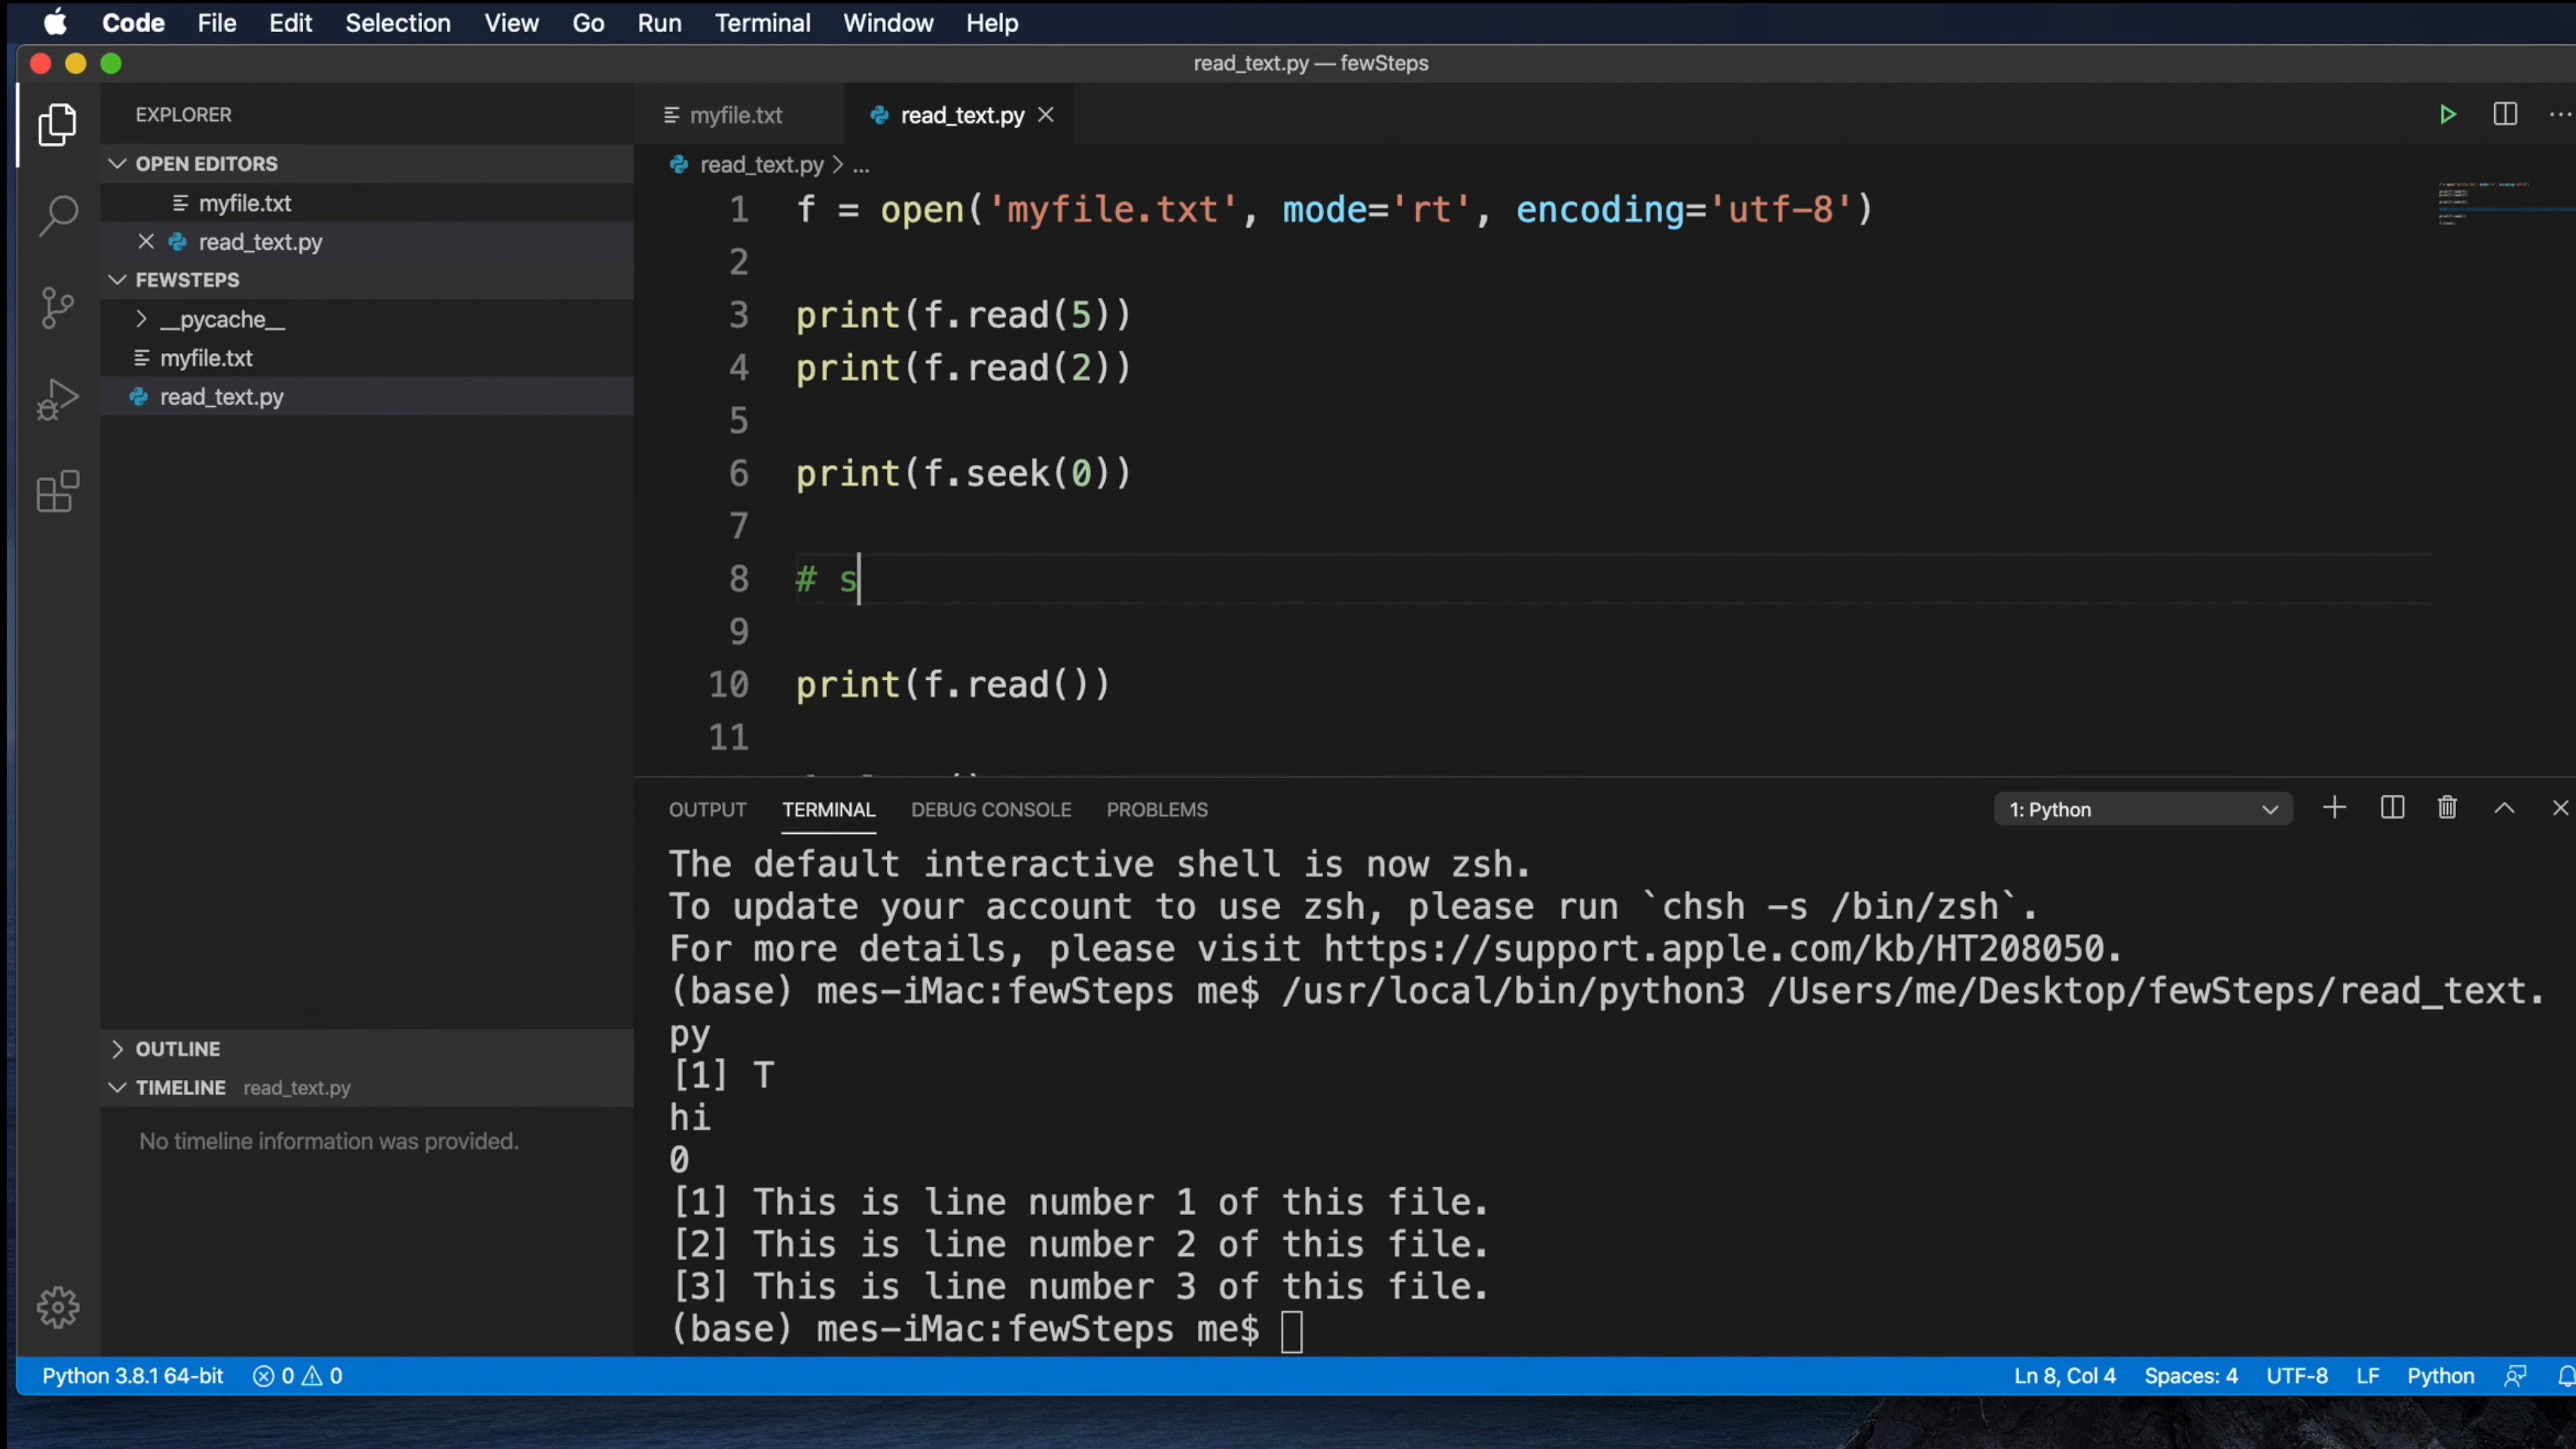 Code File Edit Selection View Go Run Terminal Window Help
read_text.py — fewSteps
EXPLORER
OPEN EDITORS
myfile.txt
read_text.py
FEWSTEPS
__pycache__
myfile.txt
read_text.py
OUTLINE
TIMELINE read_text.py
No timeline information was provided.
myfile.txt read_text.py
read_text.py > ...
1 f = open('myfile.txt', mode='rt', encoding='utf-8')
2
3 print(f.read(5))
4 print(f.read(2))
5
6 print(f.seek(0))
7
8 # s
9
10 print(f.read())
11
OUTPUT TERMINAL DEBUG CONSOLE PROBLEMS 1: Python
The default interactive shell is now zsh.
To update your account to use zsh, please run `chsh -s /bin/zsh`.
For more details, please visit https://support.apple.com/kb/HT208050.
(base) mes-iMac:fewSteps me$ /usr/local/bin/python3 /Users/me/Desktop/fewSteps/read_text.
py
[1] T
hi
0
[1] This is line number 1 of this file.
[2] This is line number 2 of this file.
[3] This is line number 3 of this file.
(base) mes-iMac:fewSteps me$
Python 3.8.1 64-bit 0 0 Ln 8, Col 4 Spaces: 4 UTF-8 LF Python